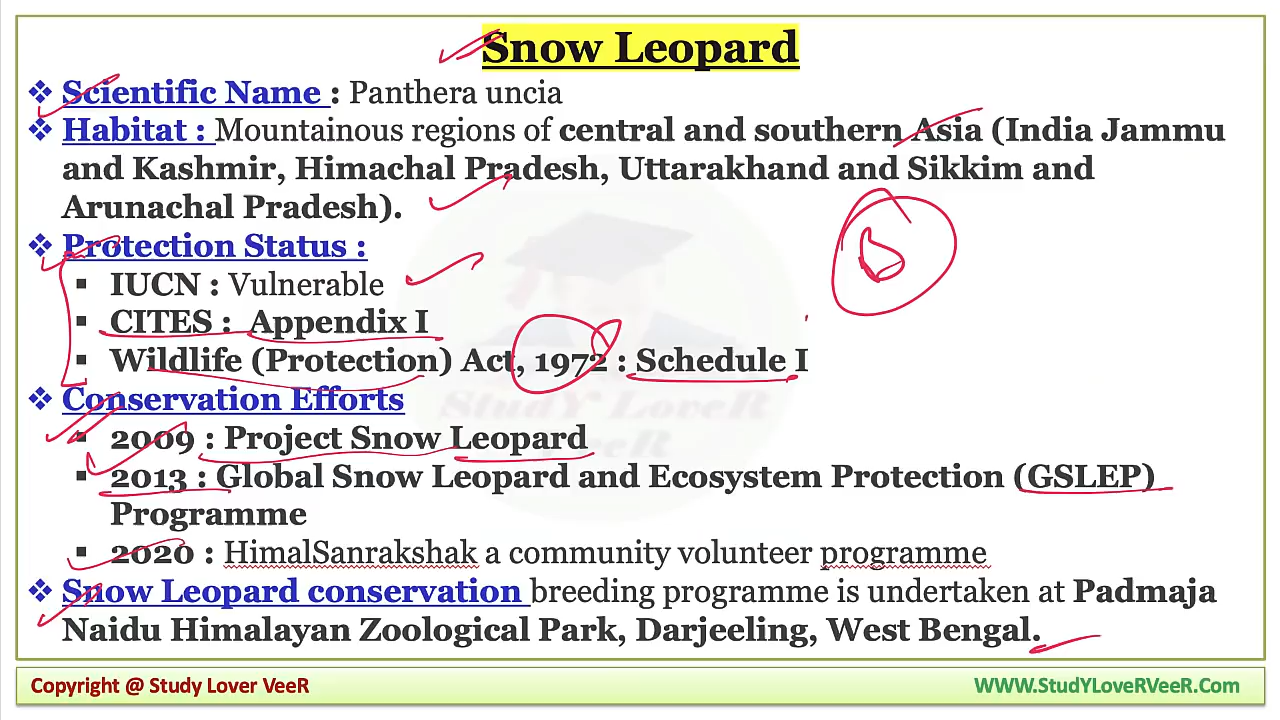 Snow Leopard
❖ Scientific Name : Panthera uncia
❖ Habitat : Mountainous regions of central and southern Asia (India Jammu
and Kashmir, Himachal Pradesh, Uttarakhand and Sikkim and
Arunachal Pradesh).
❖ Protection Status :
▪ IUCN : Vulnerable
▪ CITES : Appendix I
▪ Wildlife (Protection) Act, 1972 : Schedule I
❖ Conservation Efforts
▪ 2009 : Project Snow Leopard
▪ 2013 : Global Snow Leopard and Ecosystem Protection (GSLEP)
Programme
▪ 2020 : HimalSanrakshak a community volunteer programme
❖ Snow Leopard conservation breeding programme is undertaken at Padmaja
Naidu Himalayan Zoological Park, Darjeeling, West Bengal.
StudY LoveR
VeeR
Copyright @ Study Lover VeeR
WWW.StudYLoveRVeeR.Com